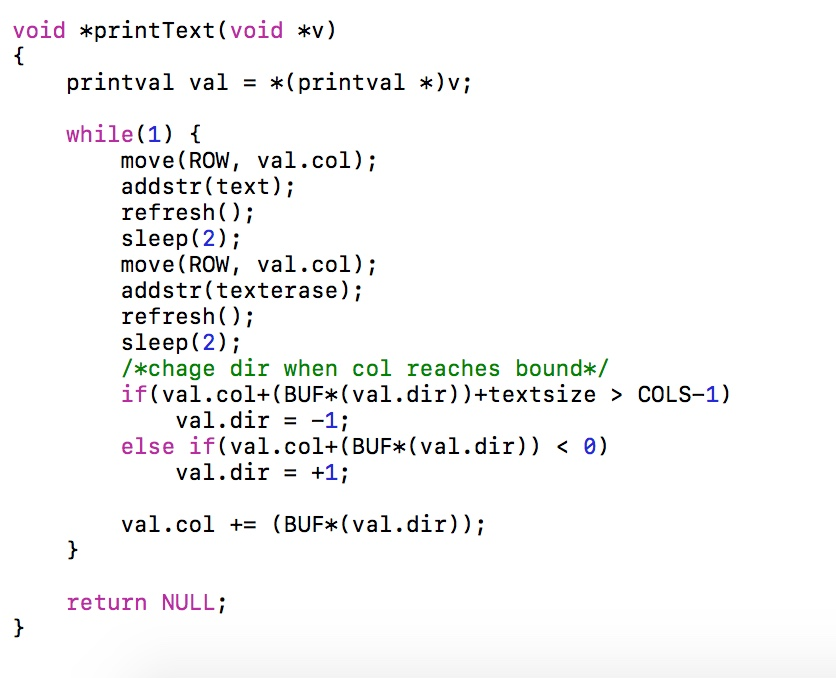 void *printText(void *v)
{
    printval val = *(printval *)v;

    while(1) {
        move(ROW, val.col);
        addstr(text);
        refresh();
        sleep(2);
        move(ROW, val.col);
        addstr(texterase);
        refresh();
        sleep(2);
        /*chage dir when col reaches bound*/
        if(val.col+(BUF*(val.dir))+textsize > COLS-1)
            val.dir = -1;
        else if(val.col+(BUF*(val.dir)) < 0)
            val.dir = +1;

        val.col += (BUF*(val.dir));
    }

    return NULL;
}